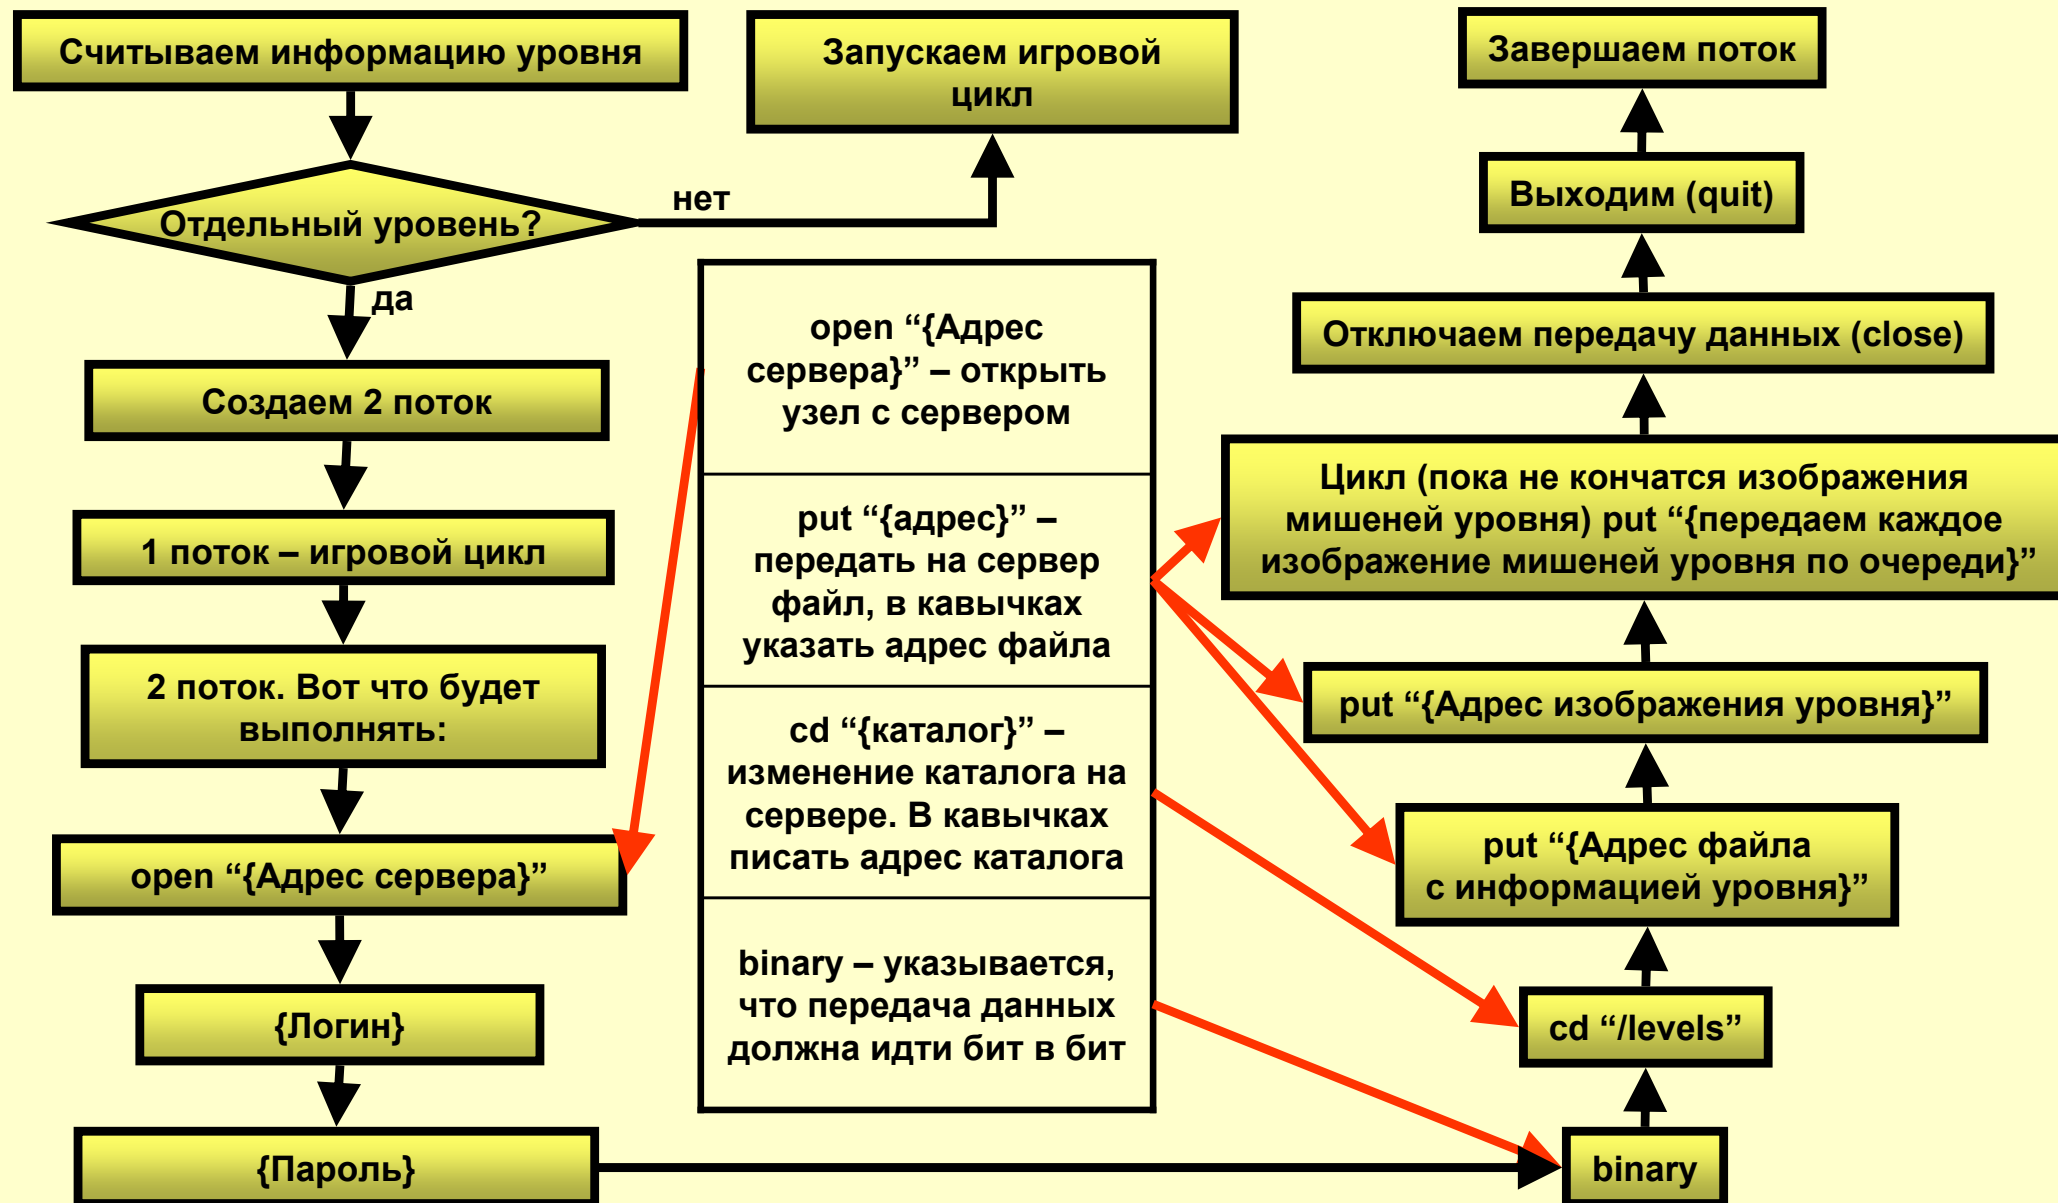 Считываем информацию уровня
Отдельный уровень?
нет
Запускаем игровой
цикл
да
Создаем 2 поток
1 поток – игровой цикл
2 поток. Вот что будет
выполнять:
open “{Адрес сервера}”
{Логин}
{Пароль}
open “{Адрес
сервера}” – открыть
узел с сервером
put “{адрес}” –
передать на сервер
файл, в кавычках
указать адрес файла
cd “{каталог}” –
изменение каталога на
сервере. В кавычках
писать адрес каталога
binary – указывается,
что передача данных
должна идти бит в бит
Завершаем поток
Выходим (quit)
Отключаем передачу данных (close)
Цикл (пока не кончатся изображения
мишеней уровня) put “{передаем каждое
изображение мишеней уровня по очереди}”
put “{Адрес изображения уровня}”
put “{Адрес файла
с информацией уровня}”
cd “/levels”
binary